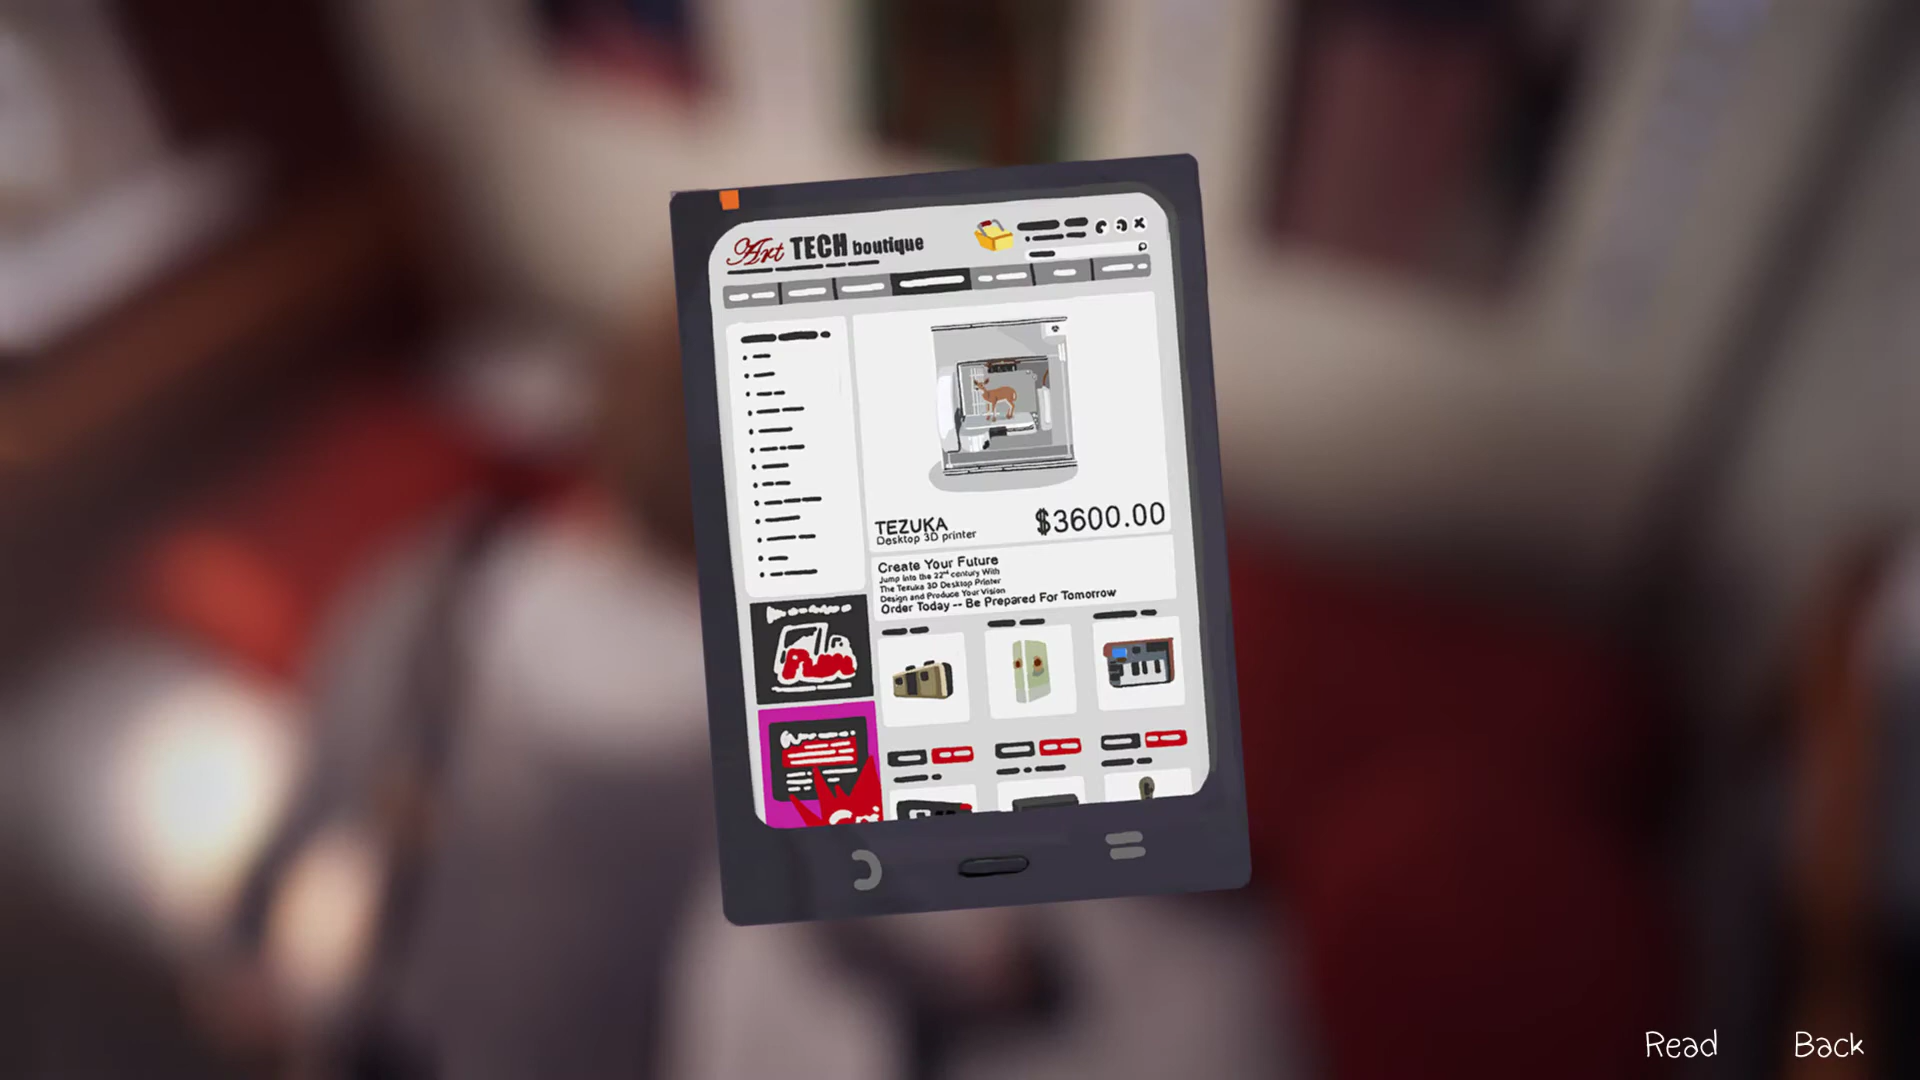 Art TECH boutique
TEZUKA
Desktop 3D printer
$3600.00
Create Your Future
Jump into the 22nd century With
The Tezuka 3D Desktop Printer
Design and Produce Your Vision
Order Today -- Be Prepared For Tomorrow
Read
Back